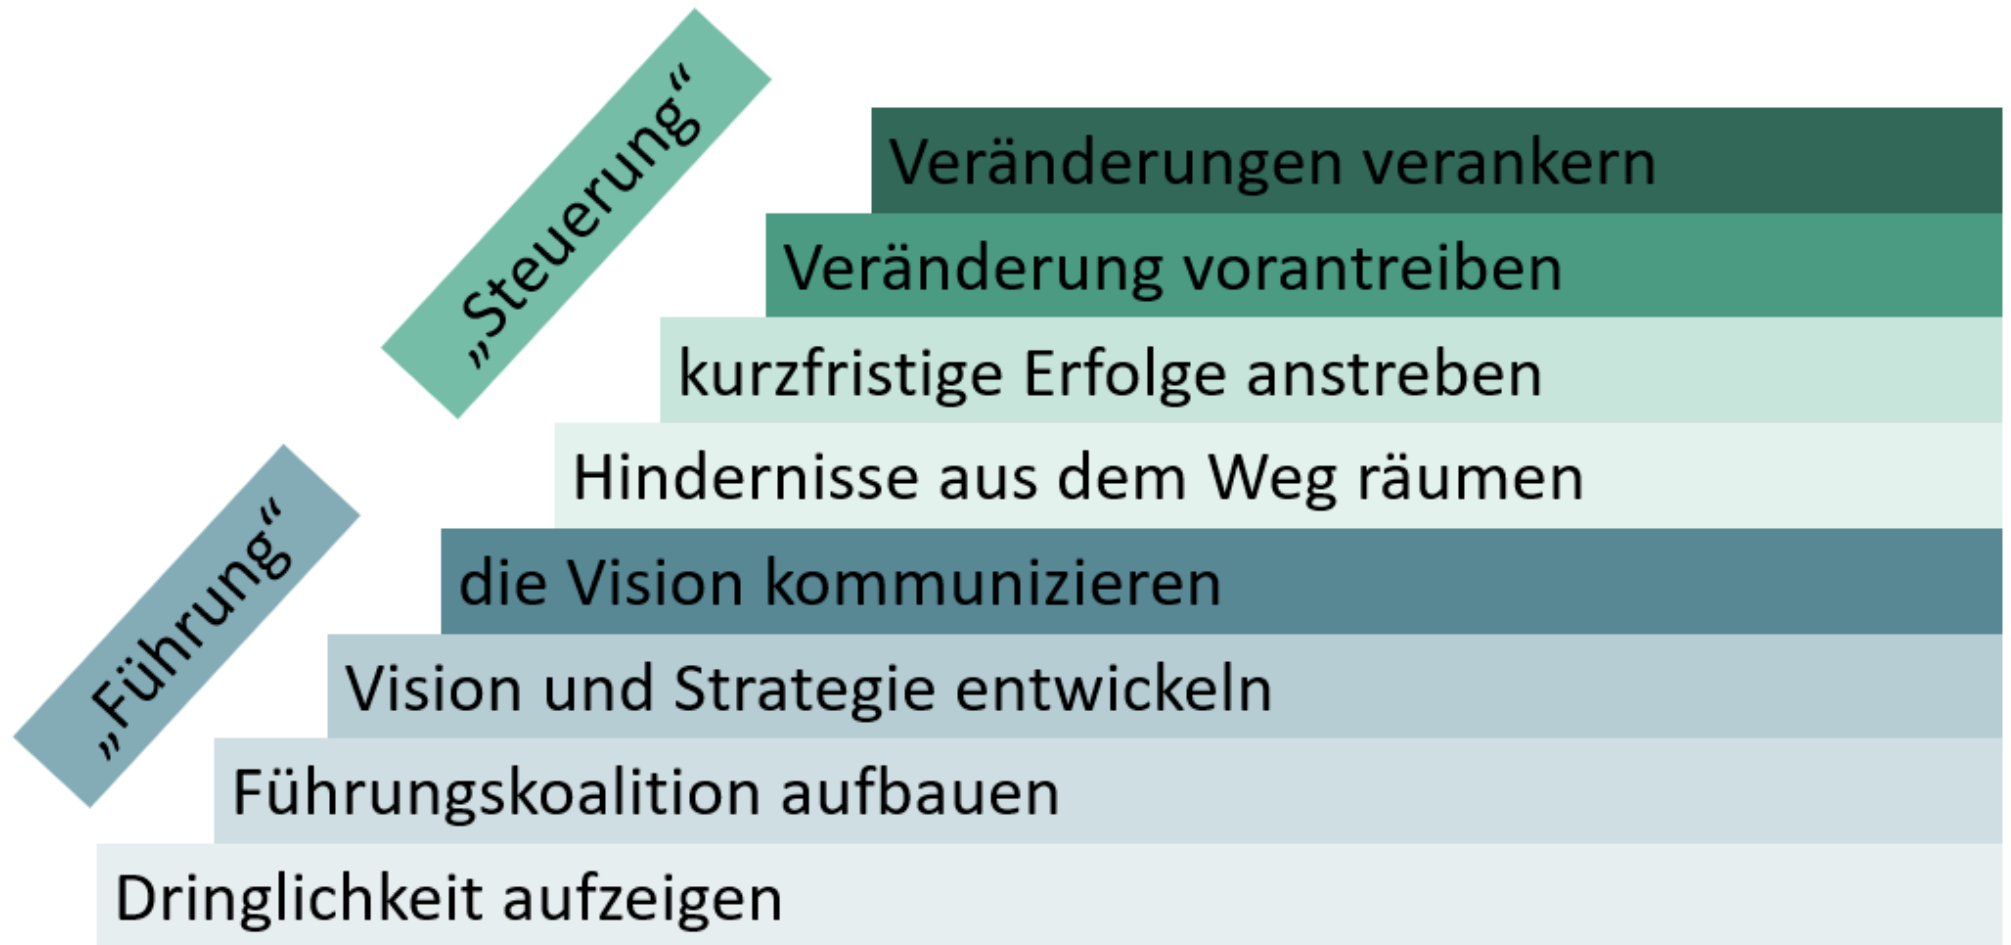 „Steuerung“
Veränderungen verankern
Veränderung vorantreiben
kurzfristige Erfolge anstreben
Hindernisse aus dem Weg räumen
„Führung“
die Vision kommunizieren
Vision und Strategie entwickeln
Führungskoalition aufbauen
Dringlichkeit aufzeigen